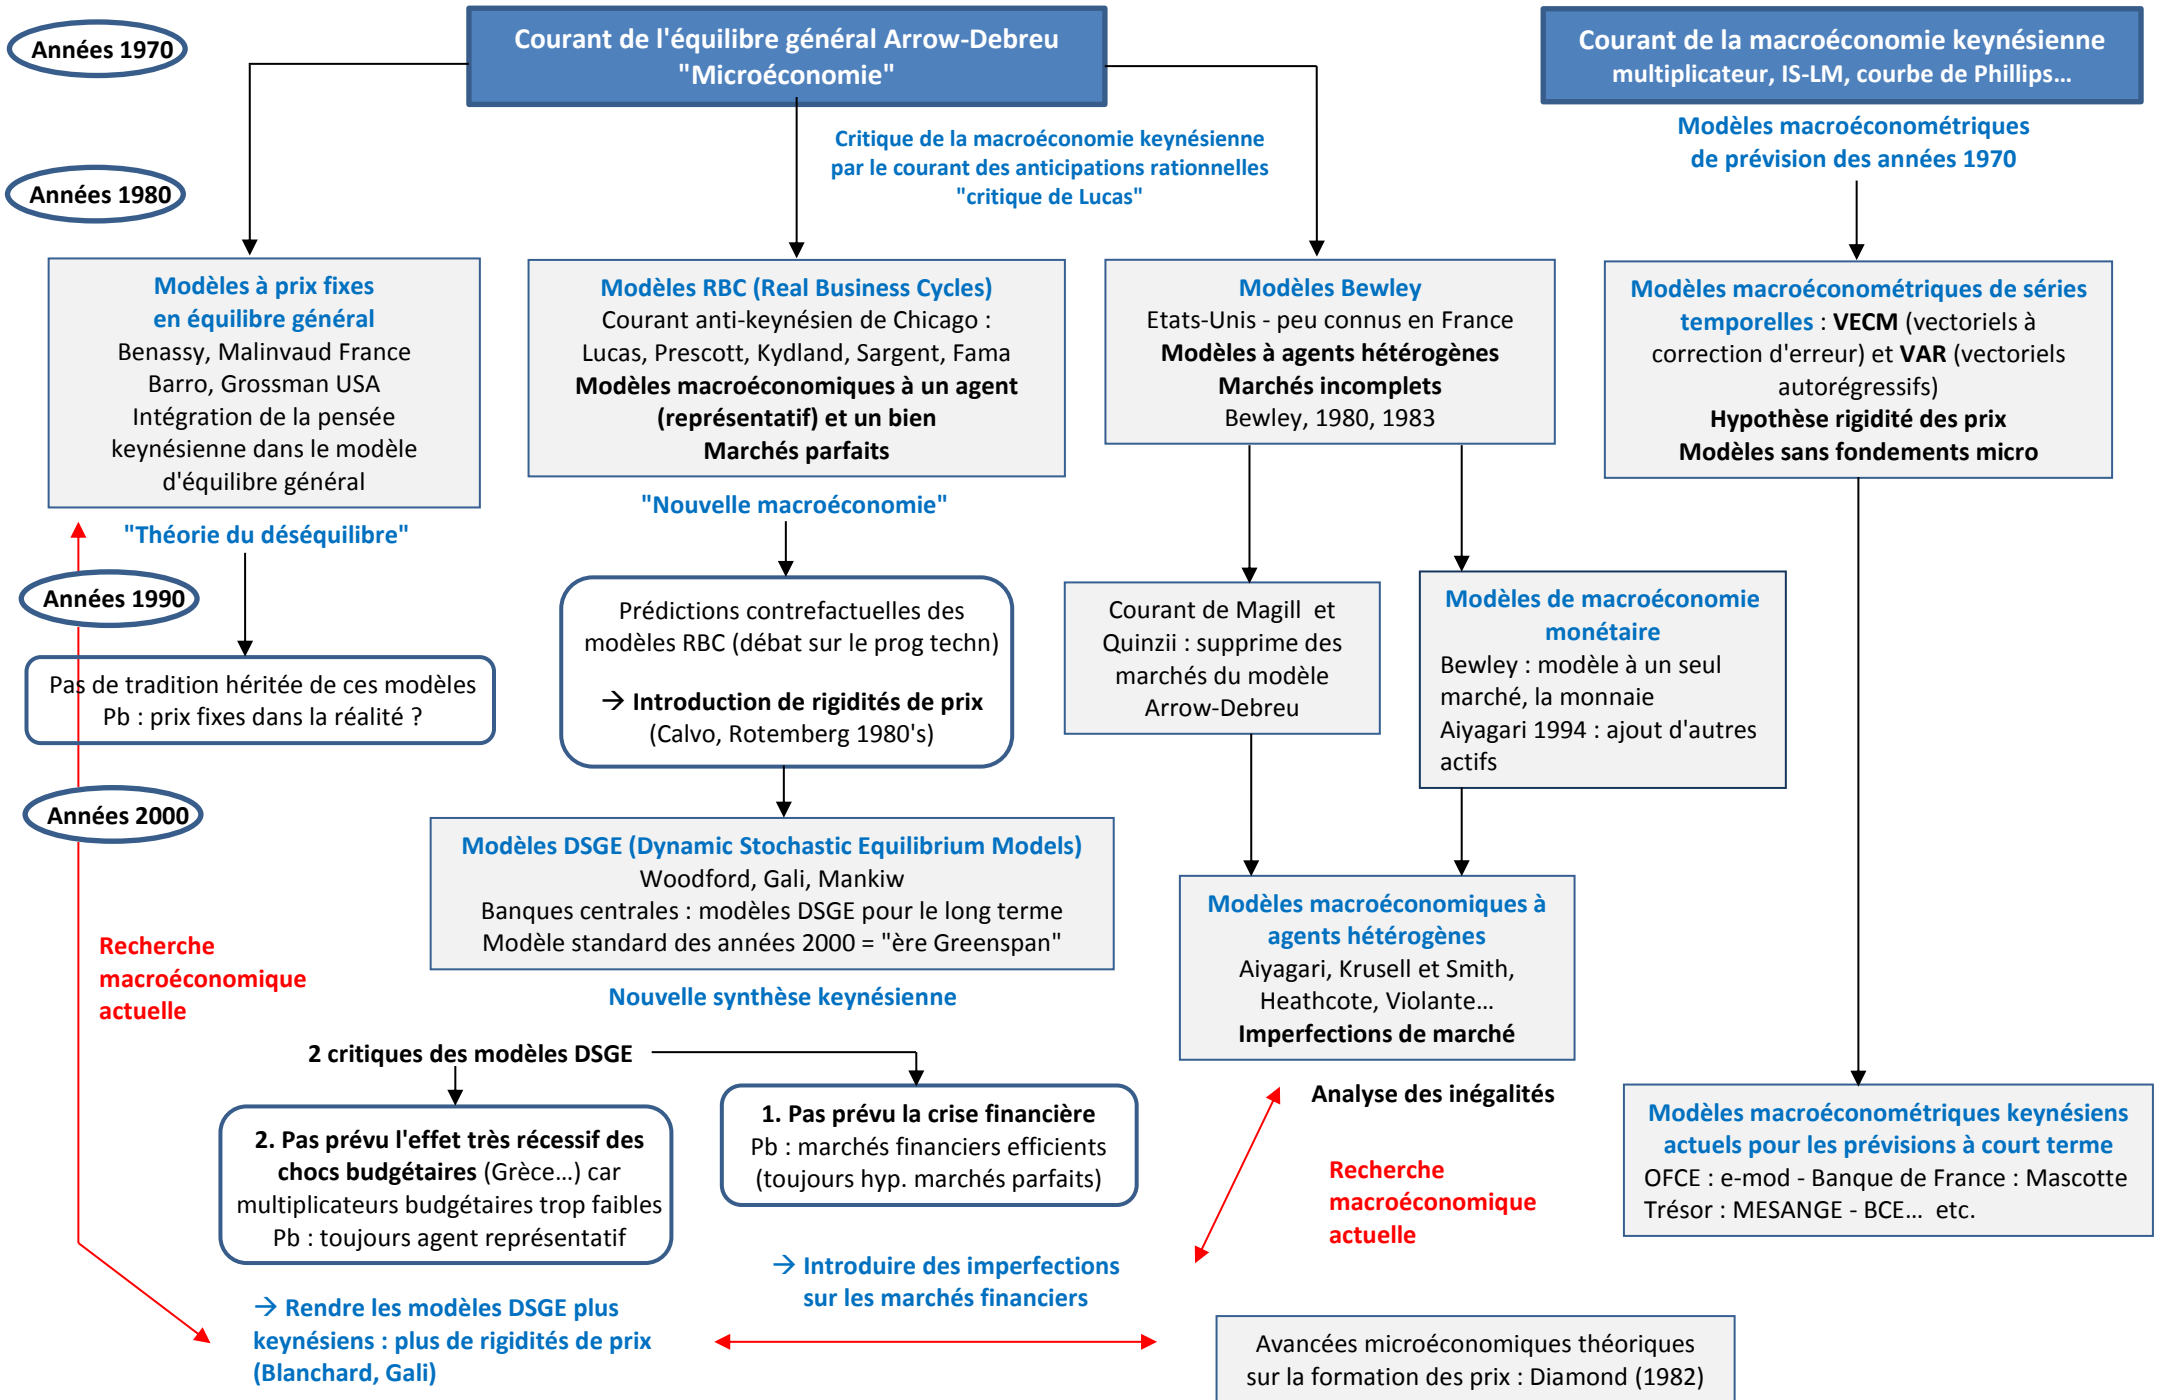 Années 1970
Courant de l'équilibre général Arrow-Debreu
"Microéconomie"
Courant de la macroéconomie keynésienne
multiplicateur, IS-LM, courbe de Phillips...
Critique de la macroéconomie keynésienne
par le courant des anticipations rationnelles
"critique de Lucas"
Modèles macroéconométriques
de prévision des années 1970
Années 1980
Modèles à prix fixes
en équilibre général
Benassy, Malinvaud France
Barro, Grossman USA
Intégration de la pensée
keynésienne dans le modèle
d'équilibre général
"Théorie du déséquilibre"
Modèles RBC (Real Business Cycles)
Courant anti-keynésien de Chicago :
Lucas, Prescott, Kydland, Sargent, Fama
Modèles macroéconomiques à un agent
(représentatif) et un bien
Marchés parfaits
"Nouvelle macroéconomie"
Modèles Bewley
Etats-Unis - peu connus en France
Modèles à agents hétérogènes
Marchés incomplets
Bewley, 1980, 1983
Modèles macroéconométriques de séries
temporelles : VECM (vectoriels à
correction d'erreur) et VAR (vectoriels
autorégressifs)
Hypothèse rigidité des prix
Modèles sans fondements micro
Années 1990
Pas de tradition héritée de ces modèles
Pb : prix fixes dans la réalité ?
Prédictions contrefactuelles des
modèles RBC (débat sur le prog techn)
→ Introduction de rigidités de prix
(Calvo, Rotemberg 1980's)
Courant de Magill et
Quinzii : supprime des
marchés du modèle
Arrow-Debreu
Modèles de macroéconomie
monétaire
Bewley : modèle à un seul
marché, la monnaie
Aiyagari 1994 : ajout d'autres
actifs
Années 2000
Modèles DSGE (Dynamic Stochastic Equilibrium Models)
Woodford, Gali, Mankiw
Banques centrales : modèles DSGE pour le long terme
Modèle standard des années 2000 = "ère Greenspan"
Nouvelle synthèse keynésienne
Modèles macroéconomiques à
agents hétérogènes
Aiyagari, Krusell et Smith,
Heathcote, Violante...
Imperfections de marché
Analyse des inégalités
Recherche
macroéconomique
actuelle
2 critiques des modèles DSGE
2. Pas prévu l'effet très récessif des
chocs budgétaires (Grèce...) car
multiplicateurs budgétaires trop faibles
Pb : toujours agent représentatif
1. Pas prévu la crise financière
Pb : marchés financiers efficients
(toujours hyp. marchés parfaits)
Recherche
macroéconomique
actuelle
Modèles macroéconométriques keynésiens
actuels pour les prévisions à court terme
OFCE : e-mod - Banque de France : Mascotte
Trésor : MESANGE - BCE... etc.
→ Rendre les modèles DSGE plus
keynésiens : plus de rigidités de prix
(Blanchard, Gali)
→ Introduire des imperfections
sur les marchés financiers
Avancées microéconomiques théoriques
sur la formation des prix : Diamond (1982)